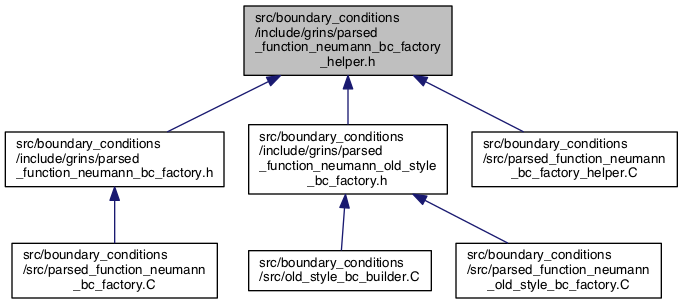 src/boundary_conditions
/include/grins/parsed
_function_neumann_bc_factory
_helper.h
src/boundary_conditions
/include/grins/parsed
_function_neumann_bc_factory.h
src/boundary_conditions
/include/grins/parsed
_function_neumann_old_style
_bc_factory.h
src/boundary_conditions
/src/parsed_function_neumann
_bc_factory_helper.C
src/boundary_conditions
/src/parsed_function_neumann
_bc_factory.C
src/boundary_conditions
/src/old_style_bc_builder.C
src/boundary_conditions
/src/parsed_function_neumann
_old_style_bc_factory.C